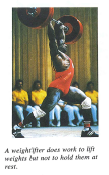 A weightlifter does work to lift
weights but not to hold them at
rest.